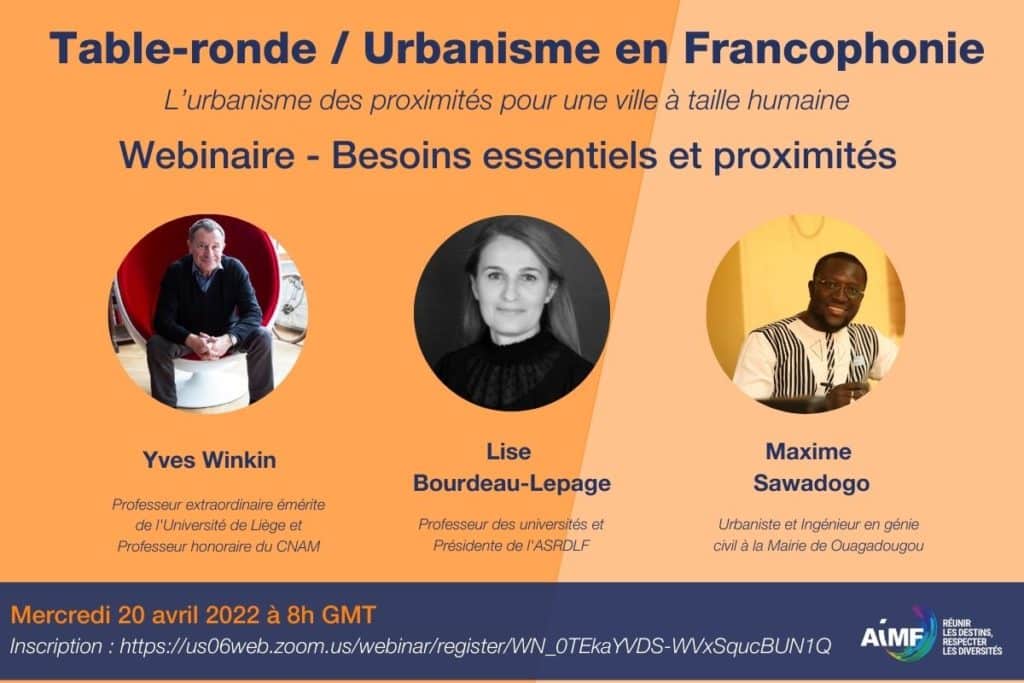 Table-ronde / Urbanisme en Francophonie
L'urbanisme des proximités pour une ville à taille humaine
Webinaire - Besoins essentiels et proximités
Yves Winkin
Professeur extraordinaire émérite
de l'Université de Liège et
Professeur honoraire du CNAM
Lise
Bourdeau-Lepage
Professeur des universités et
Présidente de l'ASRDLF
Maxime
Sawadogo
Urbaniste et Ingénieur en génie
civil à la Mairie de Ouagadougou
Mercredi 20 avril 2022 à 8h GMT
Inscription : https://us06web.zoom.us/webinar/register/WN_0TEkaYVDS-WVxSqucBUN1Q
AIMF
RÉUNIR
LES DESTINS,
RESPECTER
LES DIVERSITÉS